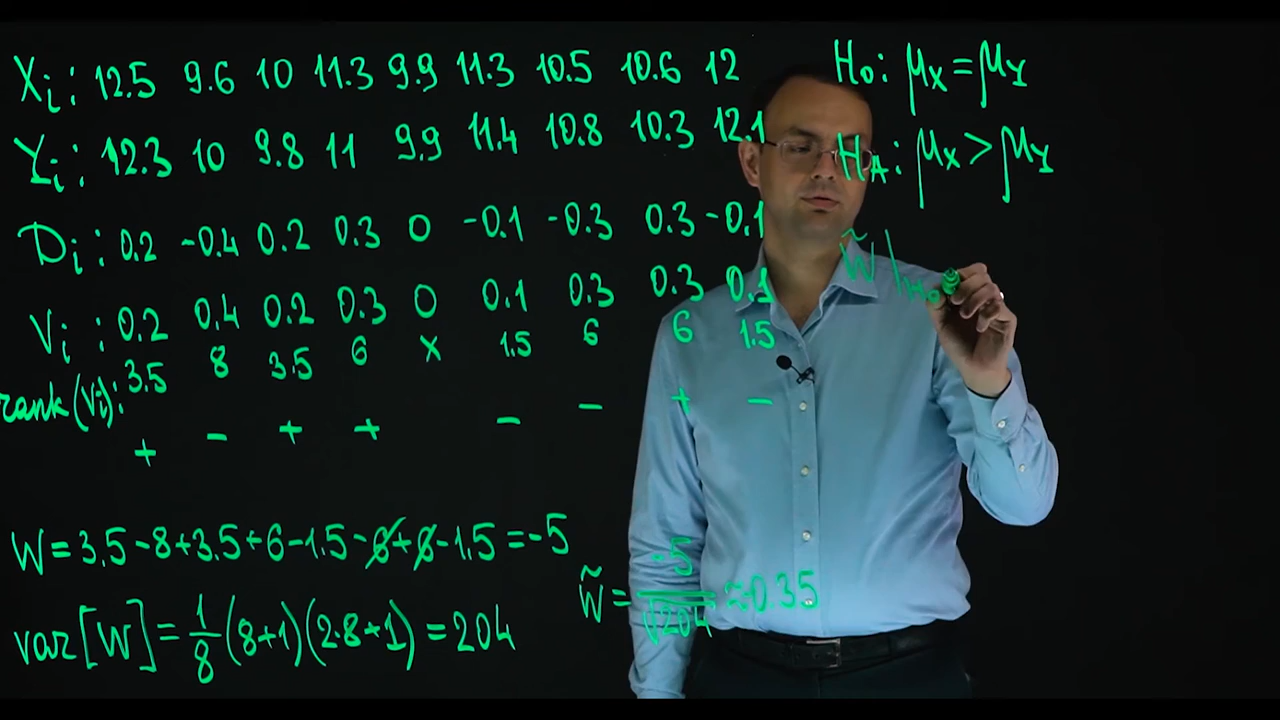 Xi: 12.5 9.6 10 11.3 9.9 11.3 10.5 10.6 12
Yi: 12.3 10 9.8 11 9.9 11.4 10.8 10.3 12.1
Di: 0.2 -0.4 0.2 0.3 0 -0.1 -0.3 0.3 -0.1
Vi: 0.2 0.4 0.2 0.3 0 0.1 0.3 0.3 0.1
rank(Vi): 3.5 8 3.5 6 x 1.5 6 6 1.5
+ - + + - - + -
W = 3.5 - 8 + 3.5 + 6 - 1.5 - 6 + 6 - 1.5 = -5
var[W] = 1/8 (8+1)(2·8+1) = 204
W̃ = -5/√204 ≈ -0.35
H0: μX = μY
HA: μX > μY
W̃ |H0